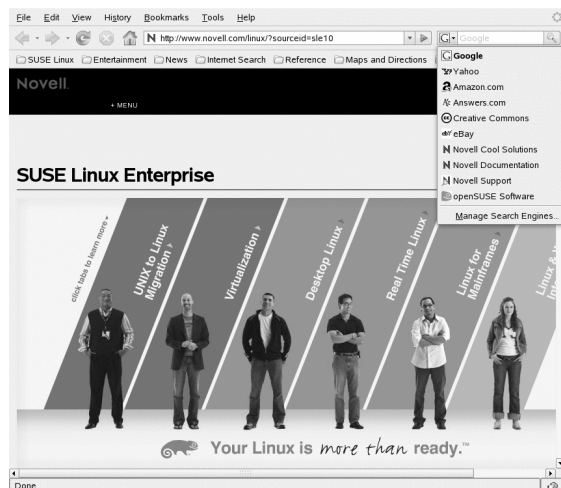 File Edit View History Bookmarks Tools Help
N http://www.novell.com/linux/?sourceid=sle10
G Google
SUSE Linux Entertainment News Internet Search Reference Maps and Directions
Google
Yahoo
Amazon.com
Answers.com
Creative Commons
eBay
Novell Cool Solutions
Novell Documentation
Novell Support
openSUSE Software
Manage Search Engines...
Novell.
+ MENU
SUSE Linux Enterprise
click tabs to learn more
UNIX to Linux
Migration
Virtualization
Desktop Linux
Real Time Linux
Linux for
Mainframes
Linux &
Your Linux is more than ready.™
Done